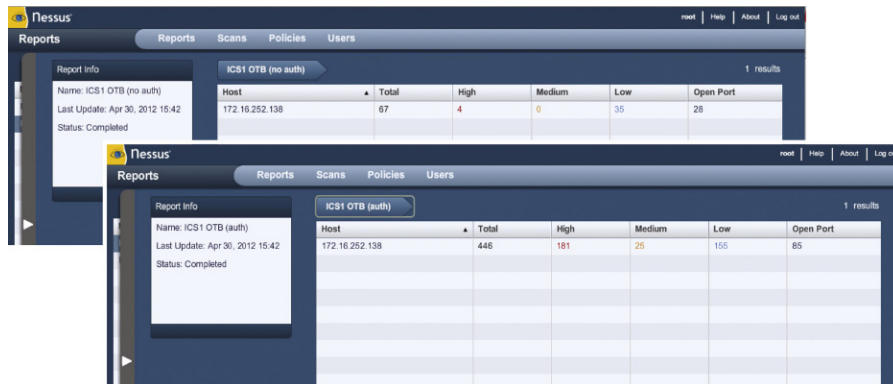 Nessus
root | Help | About | Log out
Reports
Reports Scans Policies Users
Report Info
Name: ICS1 OTB (no auth)
Last Update: Apr 30, 2012 15:42
Status: Completed
ICS1 OTB (no auth)
1 results
Host Total High Medium Low Open Port
172.16.252.138 67 4 0 35 28
Nessus
root | Help | About | Log
Reports
Reports Scans Policies Users
Report Info
Name: ICS1 OTB (auth)
Last Update: Apr 30, 2012 15:42
Status: Completed
ICS1 OTB (auth)
1 results
Host Total High Medium Low Open Port
172.16.252.138 446 181 25 155 85